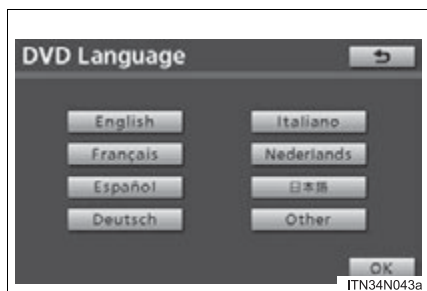 DVD Language
English Italiano
Français Nederlands
Español 日本語
Deutsch Other
OK
ITN34N043a